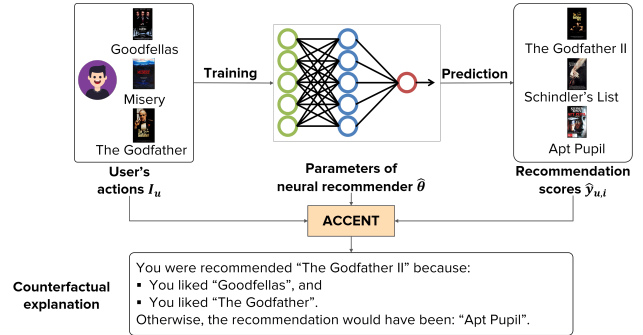 Goodfellas
Misery
The Godfather
Training
Prediction
The Godfather II
Schindler's List
Apt Pupil
User's
actions I_u
Parameters of
neural recommender θ̂
Recommendation
scores ŷ_{u,i}
ACCENT
Counterfactual
explanation
You were recommended “The Godfather II” because:
▪ You liked “Goodfellas”, and
▪ You liked “The Godfather”.
Otherwise, the recommendation would have been: “Apt Pupil”.